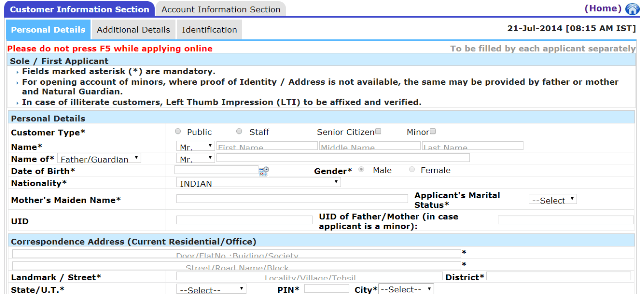 Customer Information Section Account Information Section (Home)
Personal Details Additional Details Identification 21-Jul-2014 [08:15 AM IST]
Please do not press F5 while applying online To be filled by each applicant separately
Sole / First Applicant
› Fields marked asterisk (*) are mandatory.
› For opening account of minors, where proof of Identity / Address is not available, the same may be provided by father or mother
and Natural Guardian.
› In case of illiterate customers, Left Thumb Impression (LTI) to be affixed and verified.
Personal Details
Customer Type* Public Staff Senior Citizen Minor
Name* Mr. First Name Middle Name Last Name
Name of* Father/Guardian Mr.
Date of Birth* Gender* Male Female
Nationality* INDIAN
Mother's Maiden Name* Applicant's Marital
Status* --Select
UID UID of Father/Mother (in case
applicant is a minor):
Correspondence Address (Current Residential/Office)
Door/FlatNo.:Buiding/Society *
Street/Road Name/Block *
Landmark / Street* Locality/Village/Tehsil District*
State/U.T.* --Select-- PIN* City* --Select--